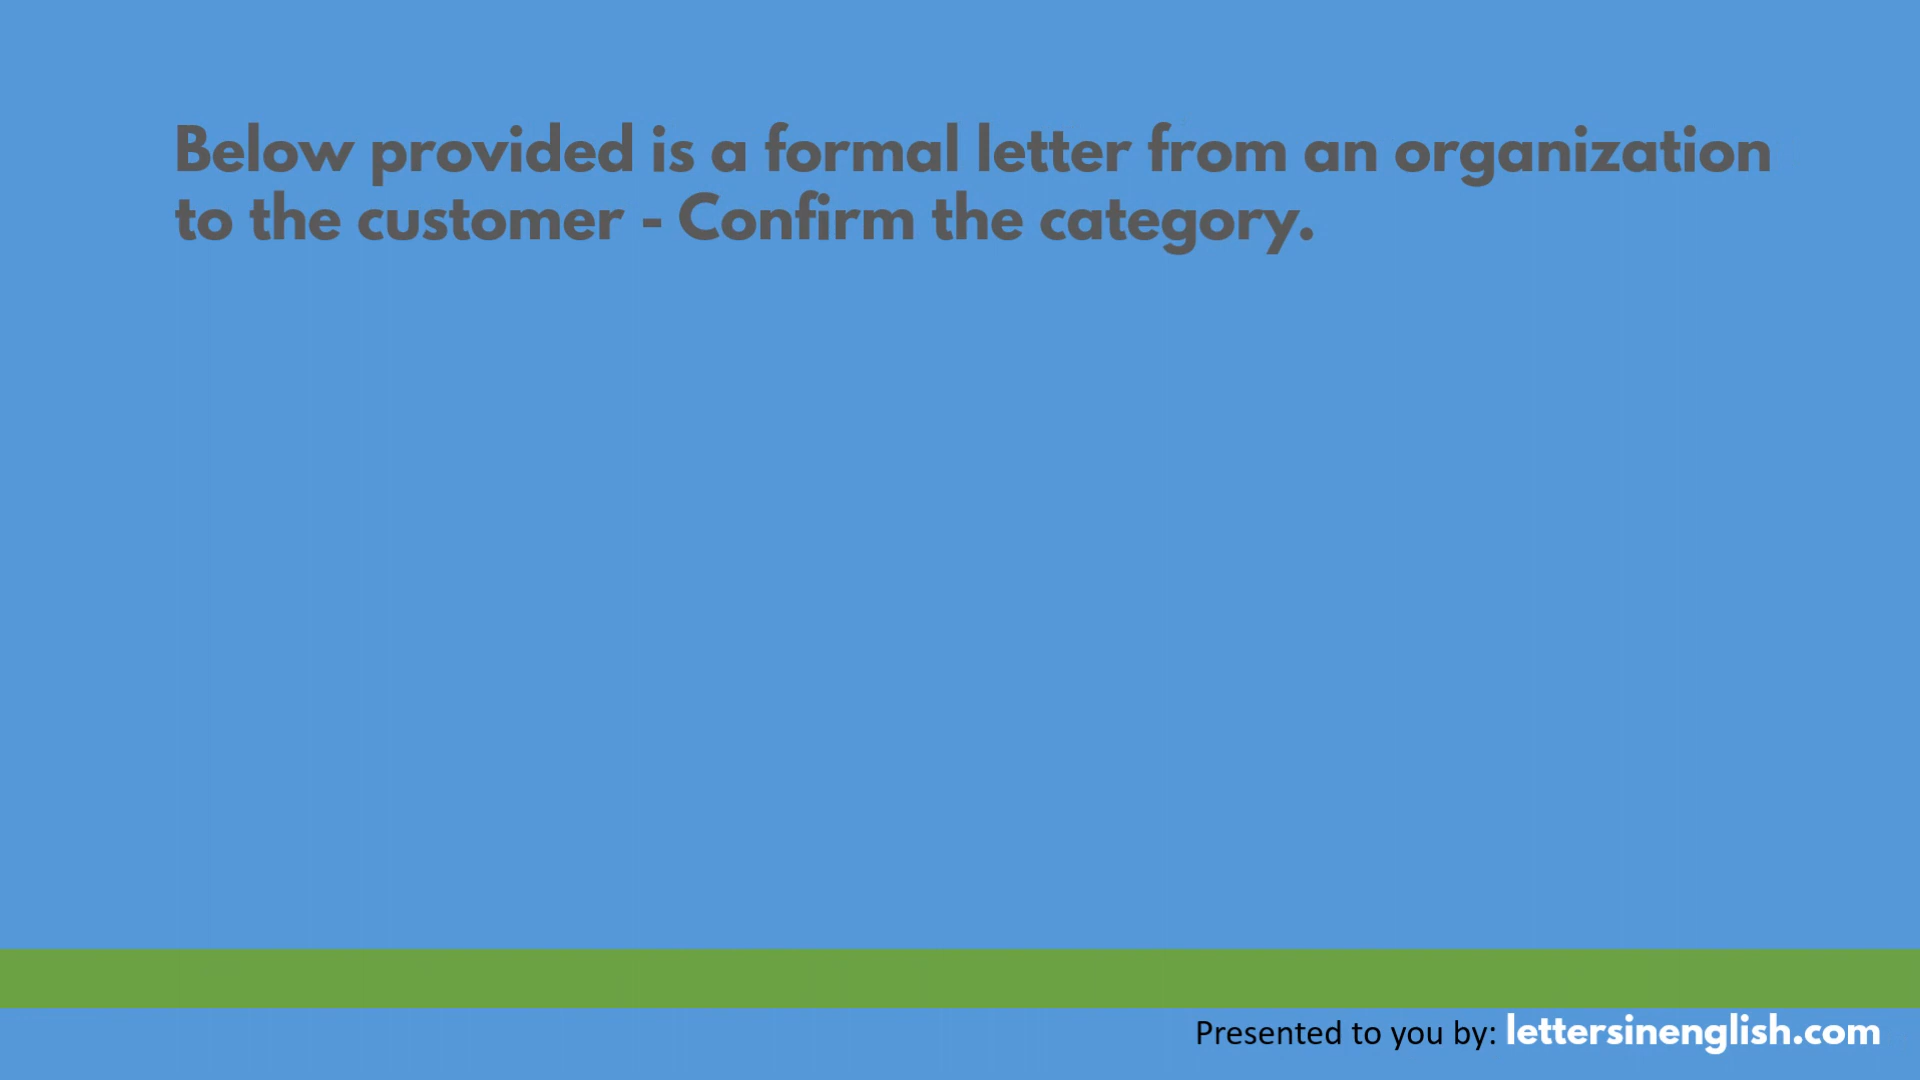 Below provided is a formal letter from an organization
to the customer - Confirm the category.
Presented to you by: lettersinenglish.com